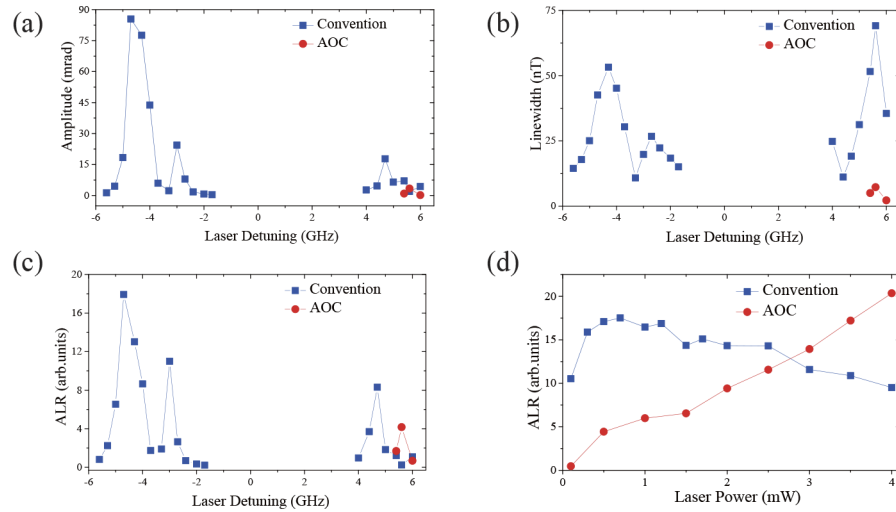 (a)
Convention
AOC
Amplitude (mrad)
90
75
60
45
30
15
0
-6 -4 -2 0 2 4 6
Laser Detuning (GHz)
(b)
Convention
AOC
Linewidth (nT)
75
50
25
0
-6 -4 -2 0 2 4 6
Laser Detuning (GHz)
(c)
Convention
AOC
ALR (arb.units)
20
16
12
8
4
0
-6 -4 -2 0 2 4 6
Laser Detuning (GHz)
(d)
Convention
AOC
ALR (arb.units)
20
15
10
5
0
0 1 2 3 4
Laser Power (mW)